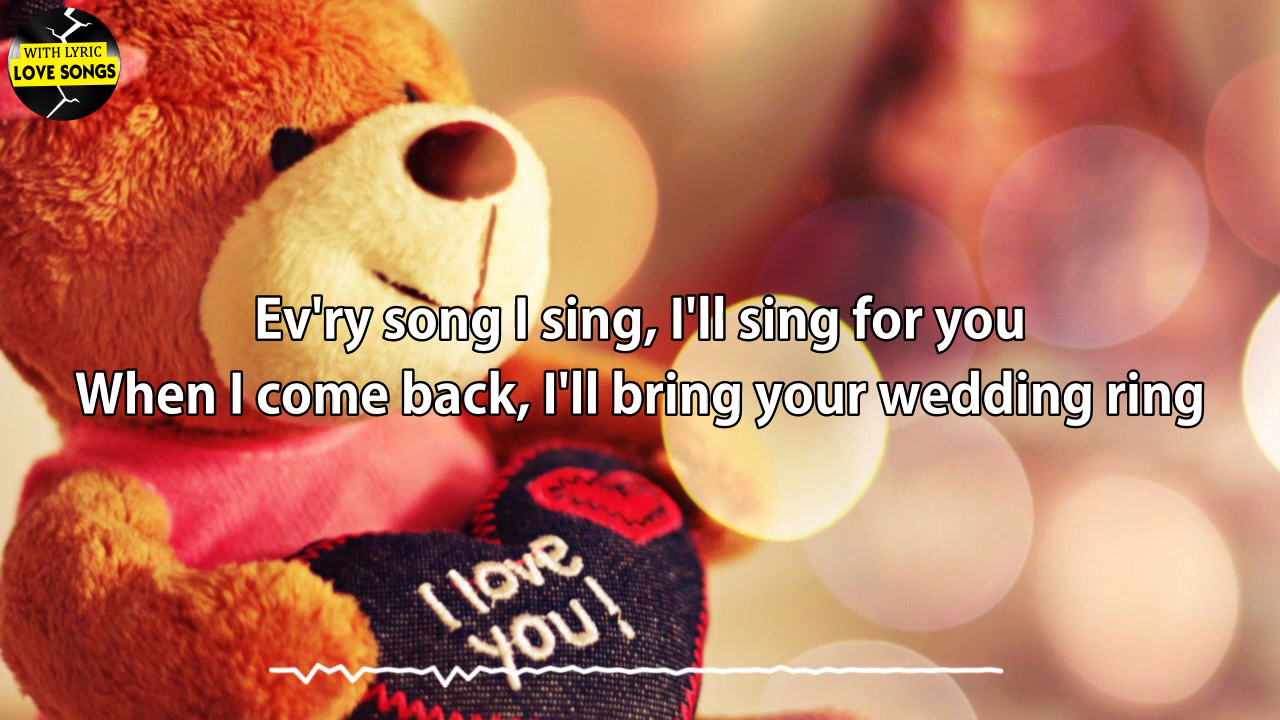 WITH LYRIC
LOVE SONGS
Ev'ry song I sing, I'll sing for you
When I come back, I'll bring your wedding ring
I love
you!